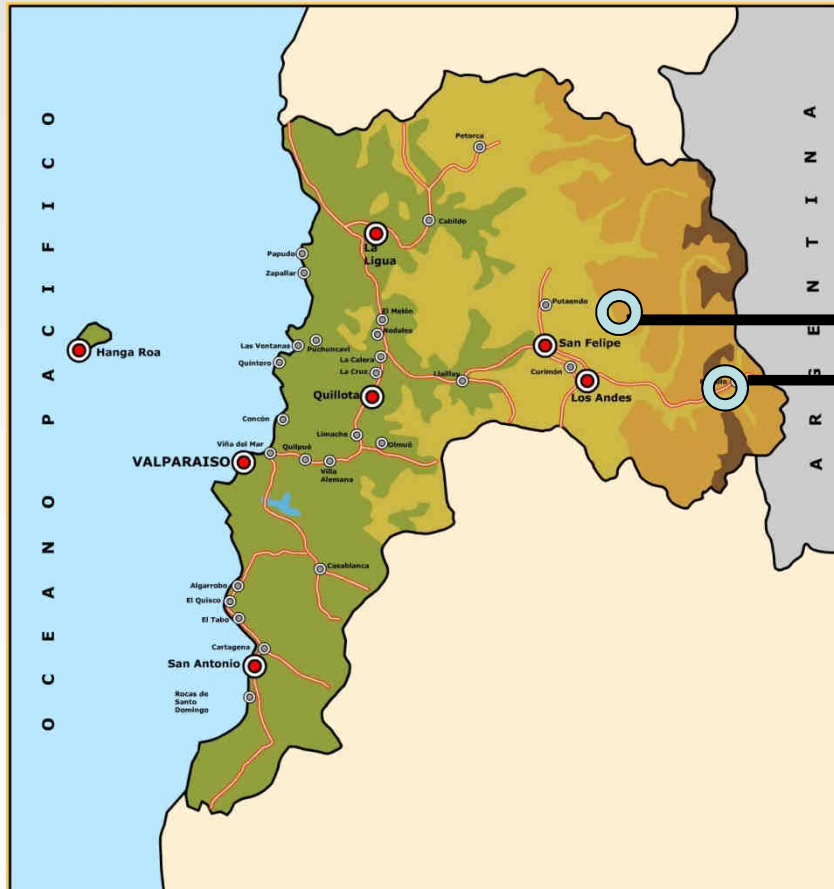 OCEANO PACIFICO
ARGENTINA
Petorca
Cabildo
La
Ligua
Papudo
Zapallar
El Melón
Nodales
Putaendo
Hanga Roa
Las Ventanas
Puchuncaví
Quintero
La Calera
La Cruz
San Felipe
Curimón
Llaillay
Los Andes
Quillota
Concón
Limache
Olmué
Viña del Mar
Quilpué
VALPARAISO
Villa
Alemana
Casablanca
Algarrobo
El Quisco
El Tabo
Cartagena
San Antonio
Rocas de
Santo
Domingo